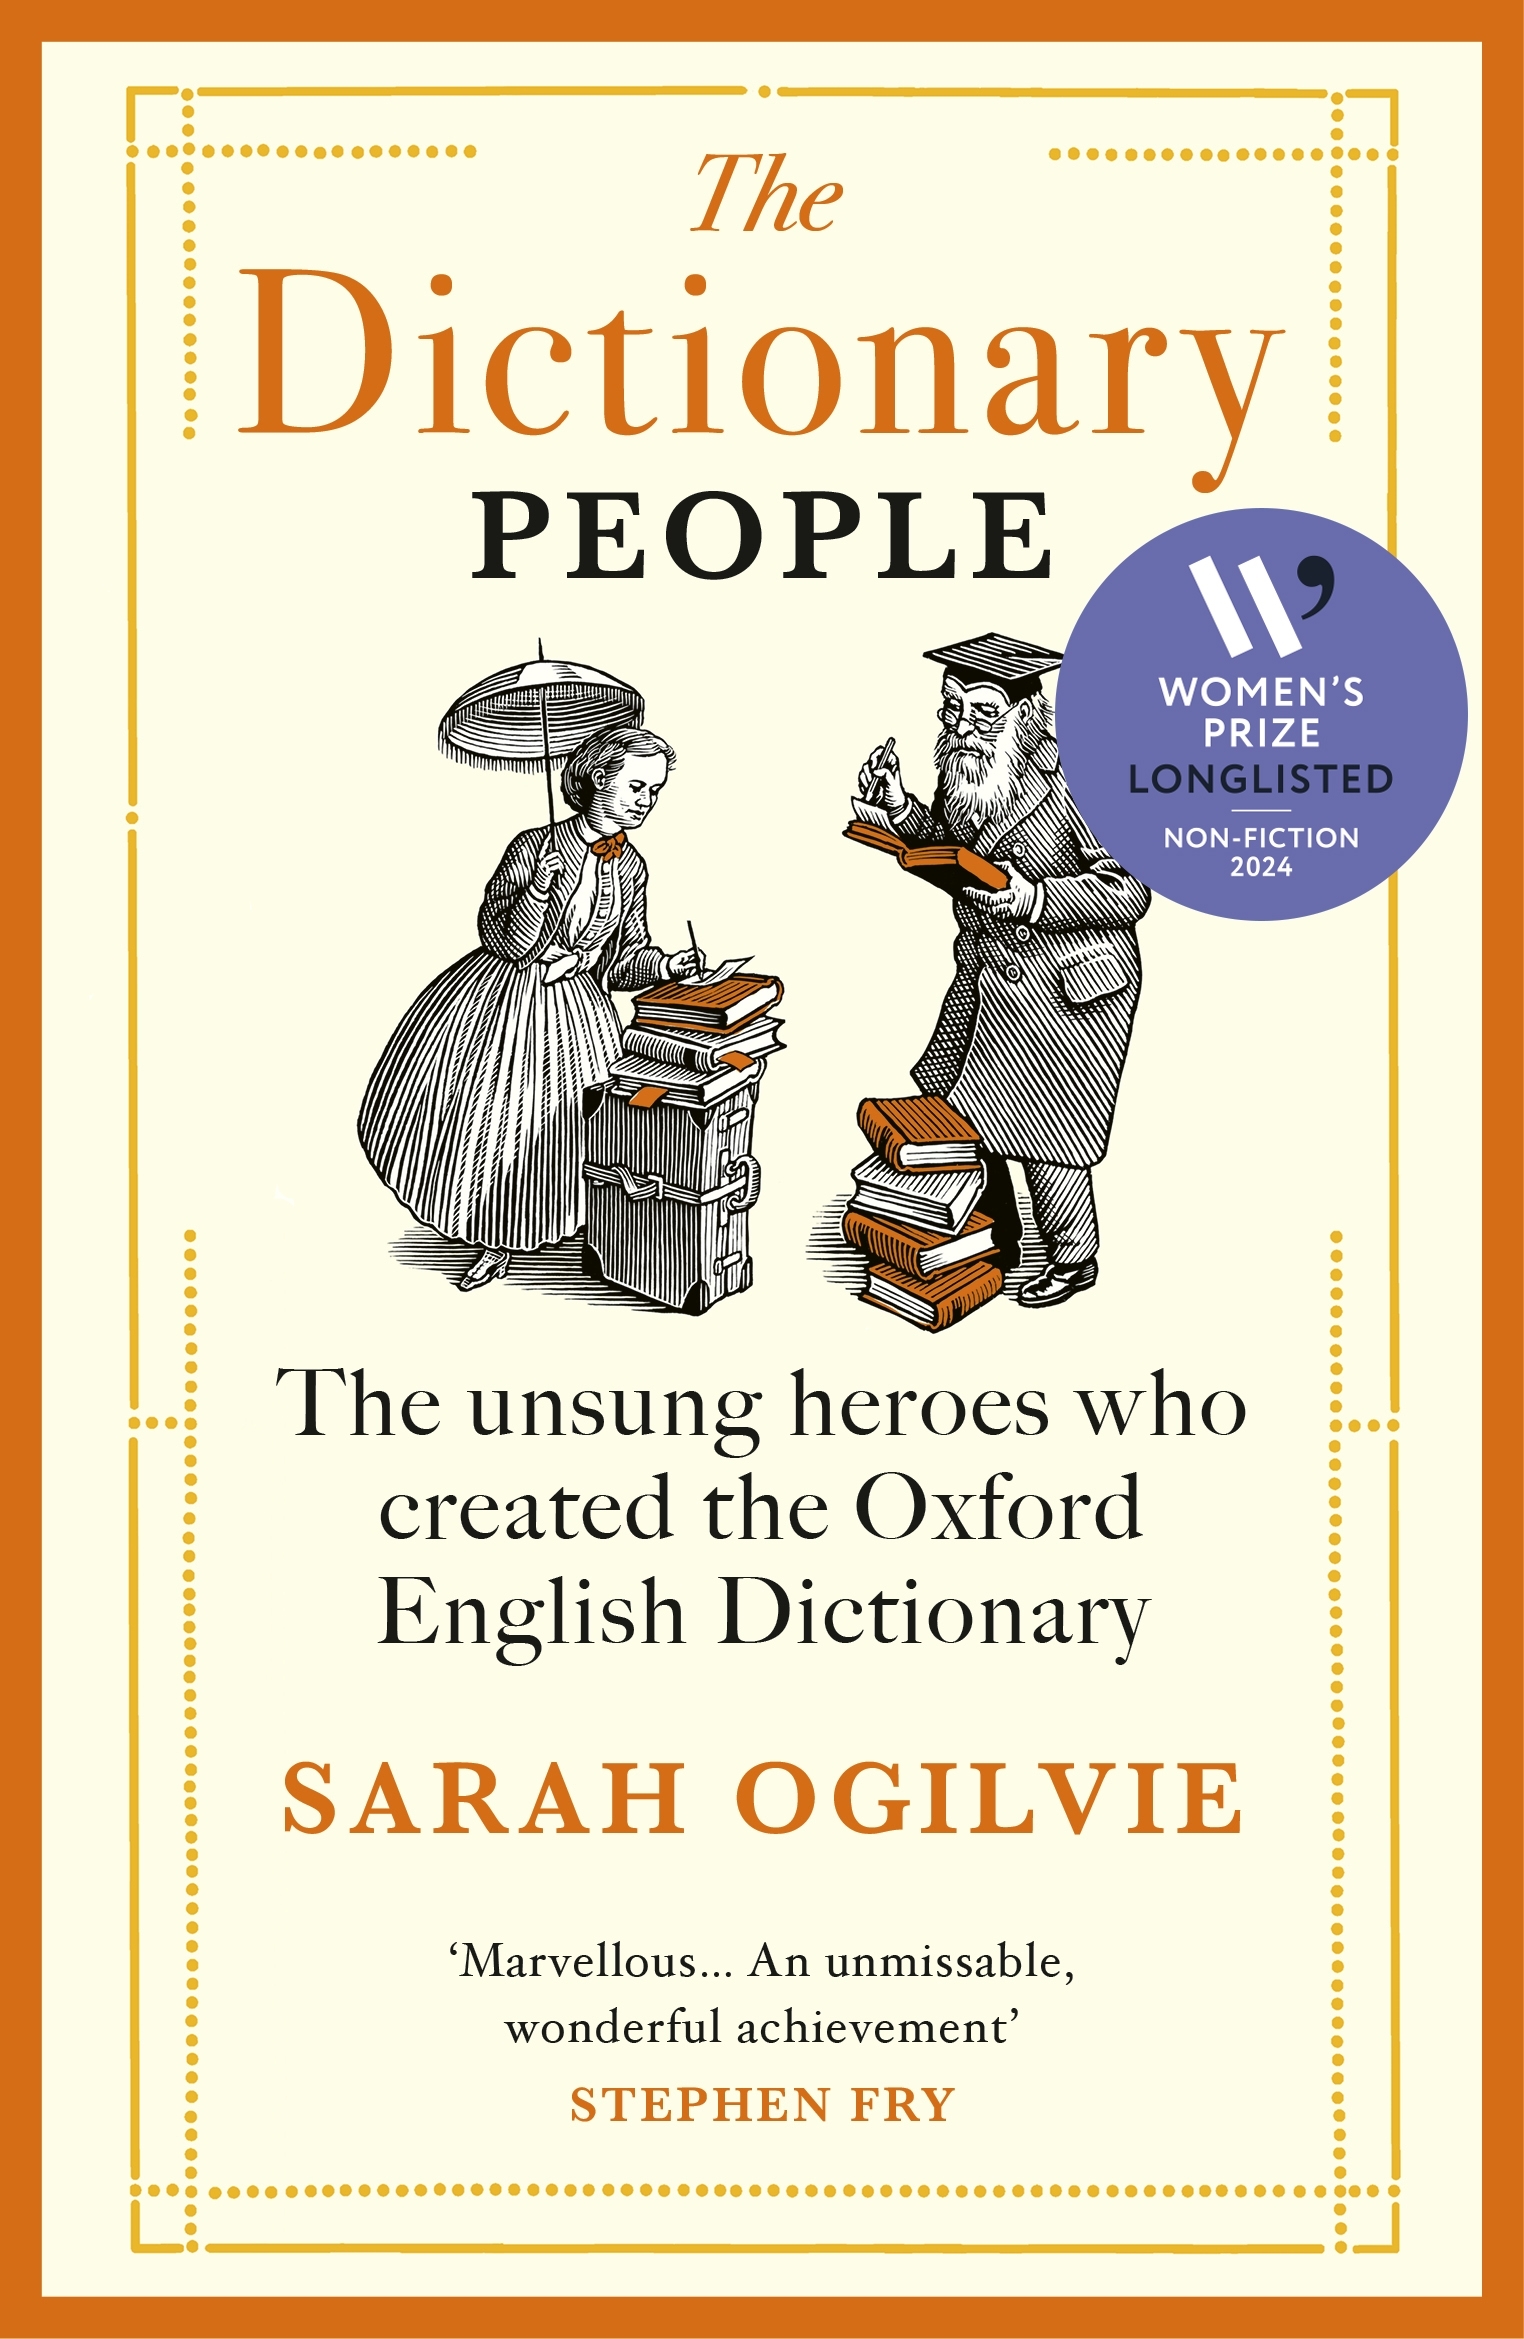 The
Dictionary
PEOPLE
WOMEN'S
PRIZE
LONGLISTED
NON-FICTION
2024
The unsung heroes who
created the Oxford
English Dictionary
SARAH OGILVIE
‘Marvellous... An unmissable,
wonderful achievement’
STEPHEN FRY